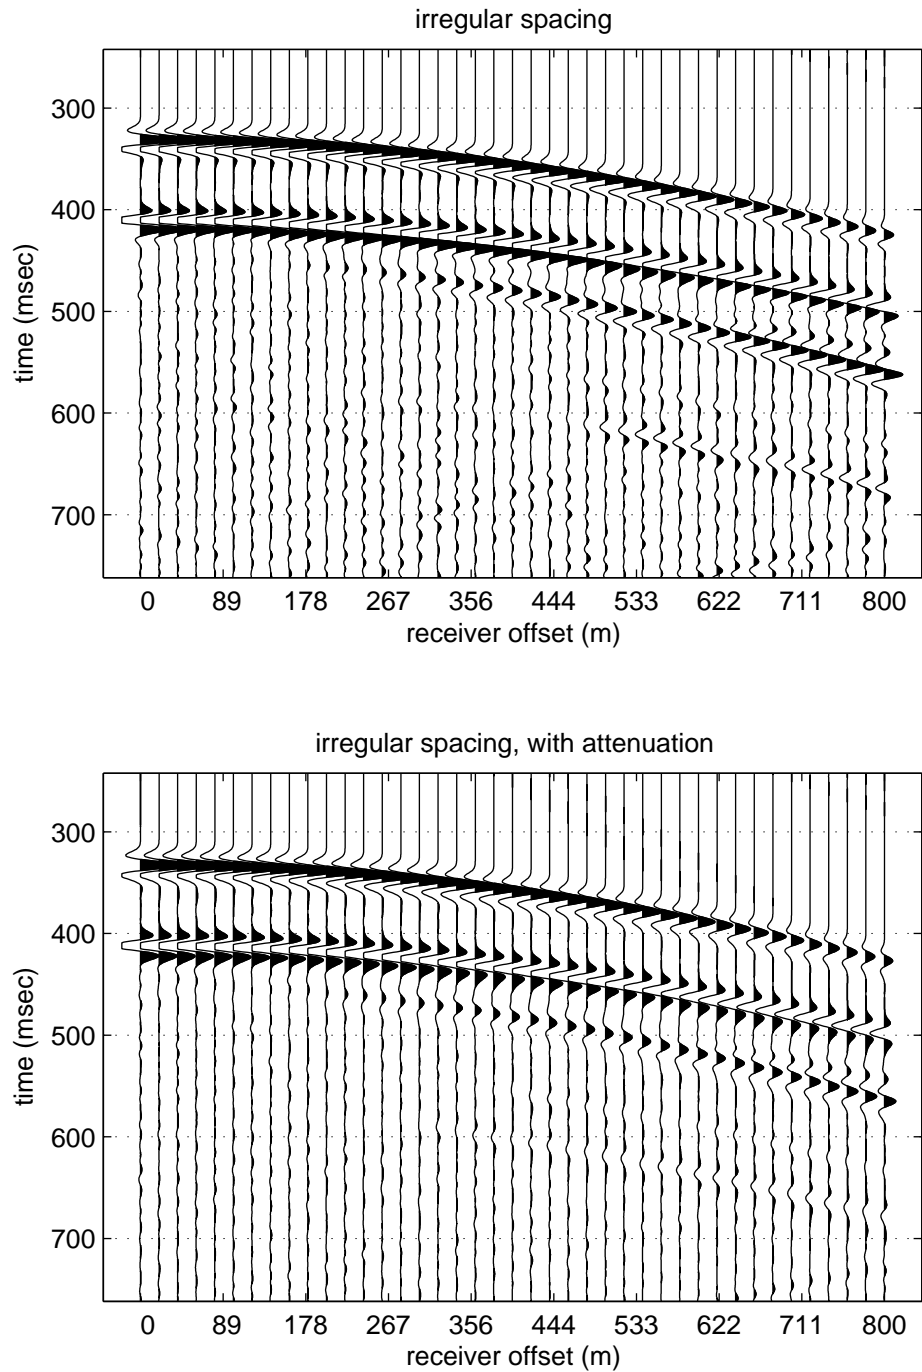 irregular spacing
300
400
500
600
700
time (msec)
0 89 178 267 356 444 533 622 711 800
receiver offset (m)
irregular spacing, with attenuation
300
400
500
600
700
time (msec)
0 89 178 267 356 444 533 622 711 800
receiver offset (m)